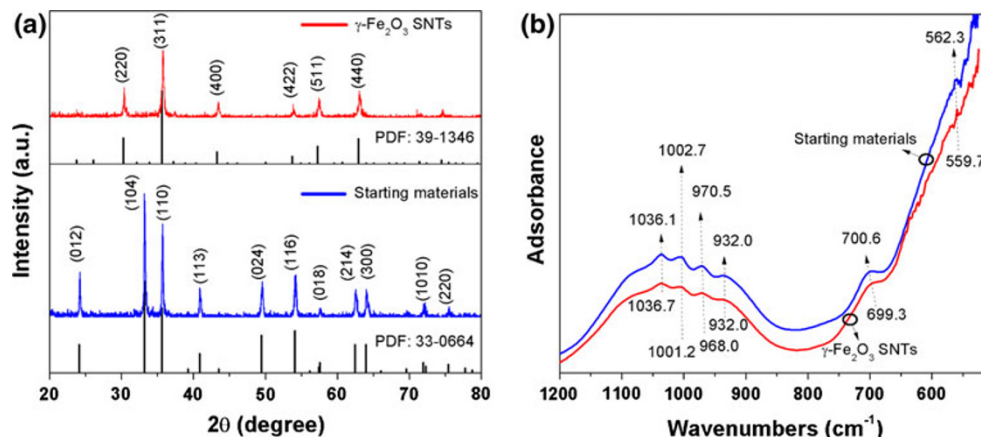 (a)
γ-Fe₂O₃ SNTs
(220)
(311)
(400)
(422)
(511)
(440)
PDF: 39-1346
Starting materials
(012)
(104)
(110)
(113)
(024)
(116)
(018)
(214)
(300)
(1010)
(220)
PDF: 33-0664
Intensity (a.u.)
20 30 40 50 60 70 80
2θ (degree)
(b)
562.3
1002.7
Starting materials
970.5
559.7
1036.1
932.0
700.6
1036.7
932.0
699.3
1001.2
968.0
γ-Fe₂O₃ SNTs
Adsorbance
1200 1100 1000 900 800 700 600
Wavenumbers (cm⁻¹)